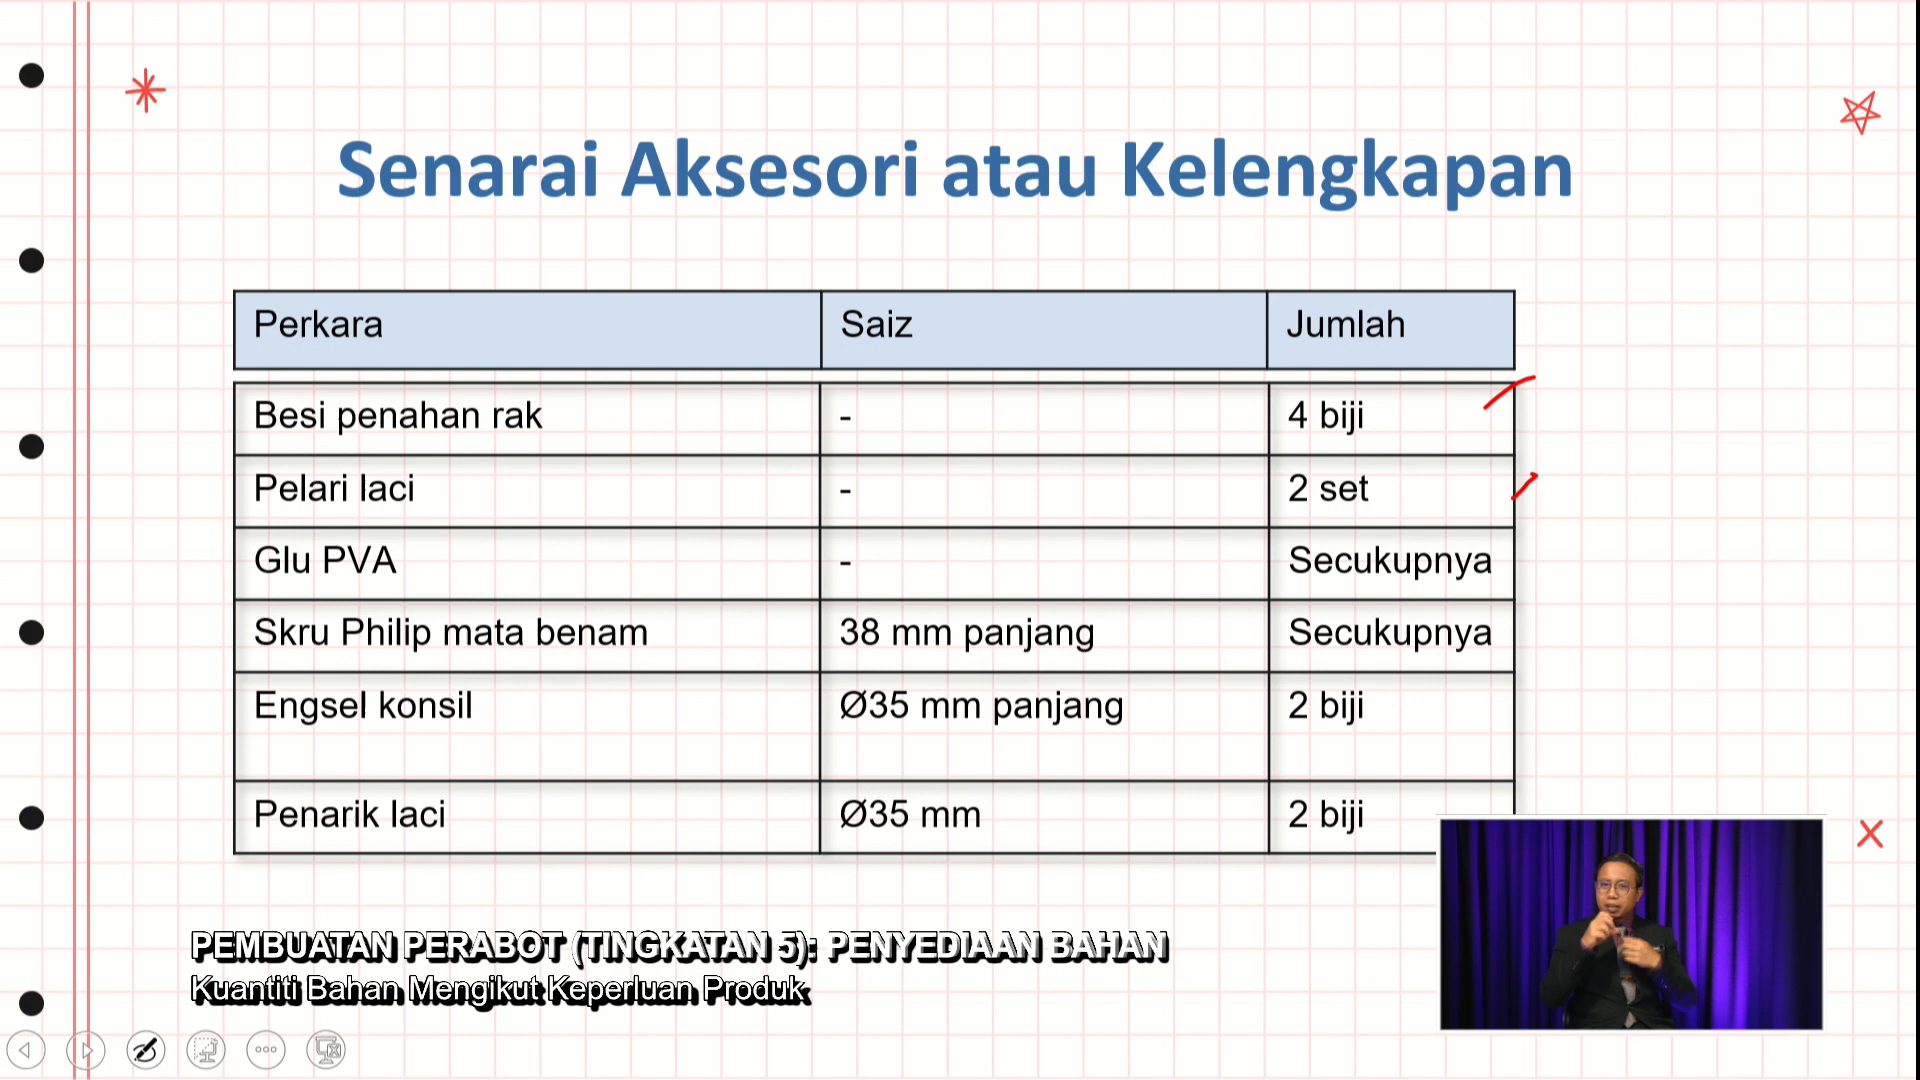 Senarai Aksesori atau Kelengkapan
Perkara Saiz Jumlah
Besi penahan rak - 4 biji
Pelari laci - 2 set
Glu PVA - Secukupnya
Skru Philip mata benam 38 mm panjang Secukupnya
Engsel konsil Ø35 mm panjang 2 biji
Penarik laci Ø35 mm 2 biji
PEMBUATAN PERABOT (TINGKATAN 5): PENYEDIAAN BAHAN
Kuantiti Bahan Mengikut Keperluan Produk